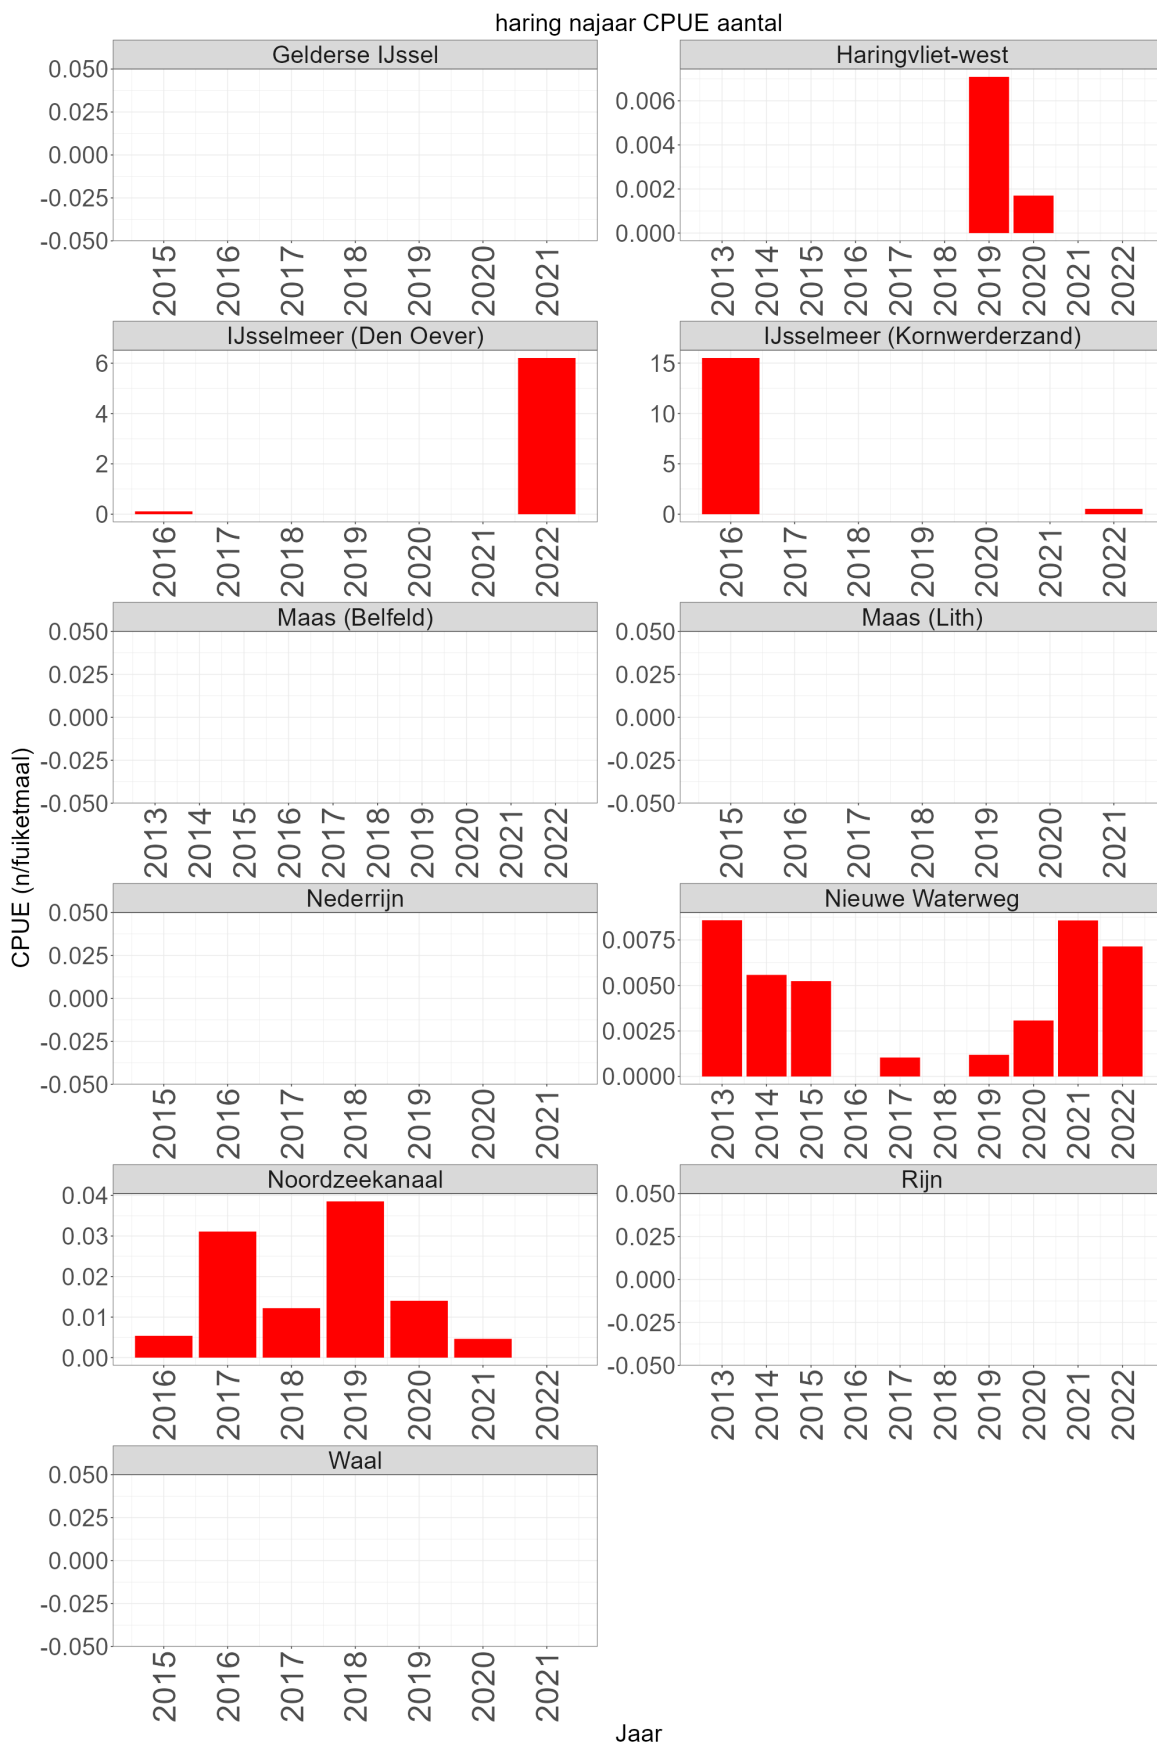 haring najaar CPUE aantal
Gelderse IJssel
0.050
0.025
0.000
-0.025
-0.050
2015 2016 2017 2018 2019 2020 2021
Haringvliet-west
0.006
0.004
0.002
0.000
2013 2014 2015 2016 2017 2018 2019 2020 2021 2022
IJsselmeer (Den Oever)
6
4
2
0
2016 2017 2018 2019 2020 2021 2022
IJsselmeer (Kornwerderzand)
15
10
5
0
2016 2017 2018 2019 2020 2021 2022
Maas (Belfeld)
0.050
0.025
0.000
-0.025
-0.050
2013 2014 2015 2016 2017 2018 2019 2020 2021 2022
Maas (Lith)
0.050
0.025
0.000
-0.025
-0.050
2015 2016 2017 2018 2019 2020 2021
CPUE (n/fuiketmaal)
Nederrijn
0.050
0.025
0.000
-0.025
-0.050
2015 2016 2017 2018 2019 2020 2021
Nieuwe Waterweg
0.0075
0.0050
0.0025
0.0000
2013 2014 2015 2016 2017 2018 2019 2020 2021 2022
Noordzeekanaal
0.04
0.03
0.02
0.01
0.00
2016 2017 2018 2019 2020 2021 2022
Rijn
0.050
0.025
0.000
-0.025
-0.050
2013 2014 2015 2016 2017 2018 2019 2020 2021 2022
Waal
0.050
0.025
0.000
-0.025
-0.050
2015 2016 2017 2018 2019 2020 2021
Jaar